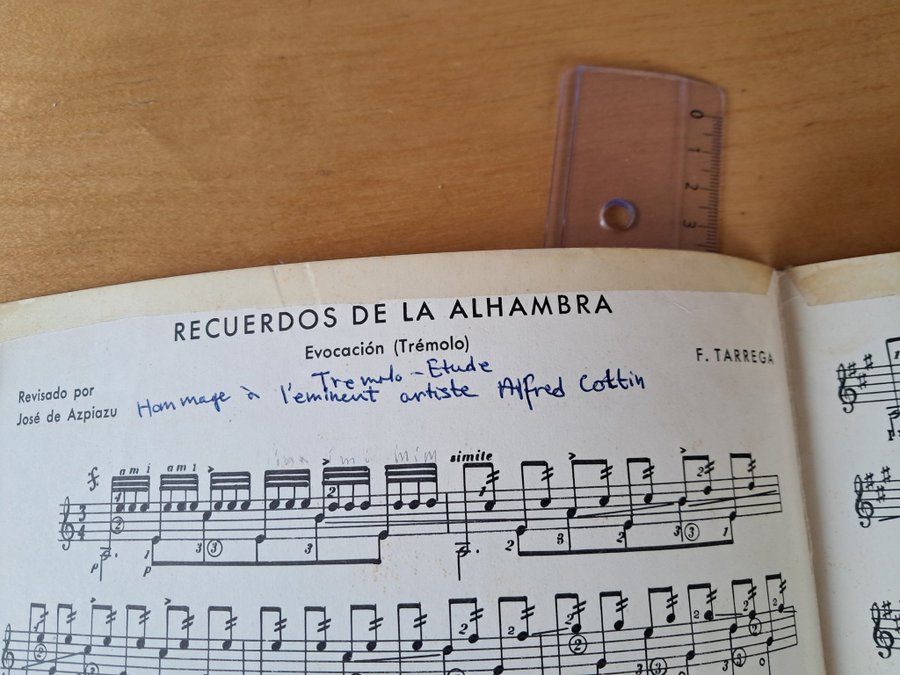 0
1
2
3
RECUERDOS DE LA ALHAMBRA
Evocación (Trémolo)
F. TARREGA
Revisado por
José de Azpiazu
Tremolo - Etude
Hommage à l'eminent artiste Alfred Cottin
f a m i a m i i m a i m i m i m simile